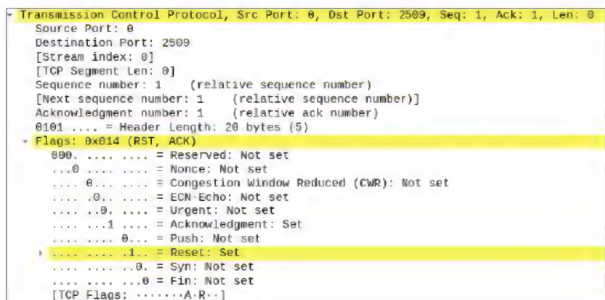 Transmission Control Protocol, Src Port: 0, Dst Port: 2509, Seq: 1, Ack: 1, Len: 0
Source Port: 0
Destination Port: 2509
[Stream index: 0]
[TCP Segment Len: 0]
Sequence number: 1 (relative sequence number)
[Next sequence number: 1 (relative sequence number)]
Acknowledgment number: 1 (relative ack number)
0101 .... = Header Length: 20 bytes (5)
Flags: 0x014 (RST, ACK)
000. .... .... = Reserved: Not set
...0 .... .... = Nonce: Not set
.... 0... .... = Congestion Window Reduced (CWR): Not set
.... .0.. .... = ECN-Echo: Not set
.... ..0. .... = Urgent: Not set
.... ...1 .... = Acknowledgment: Set
.... .... 0... = Push: Not set
.... .... .1.. = Reset: Set
.... .... ..0. = Syn: Not set
.... .... ...0 = Fin: Not set
[TCP Flags: ·······A·R··]